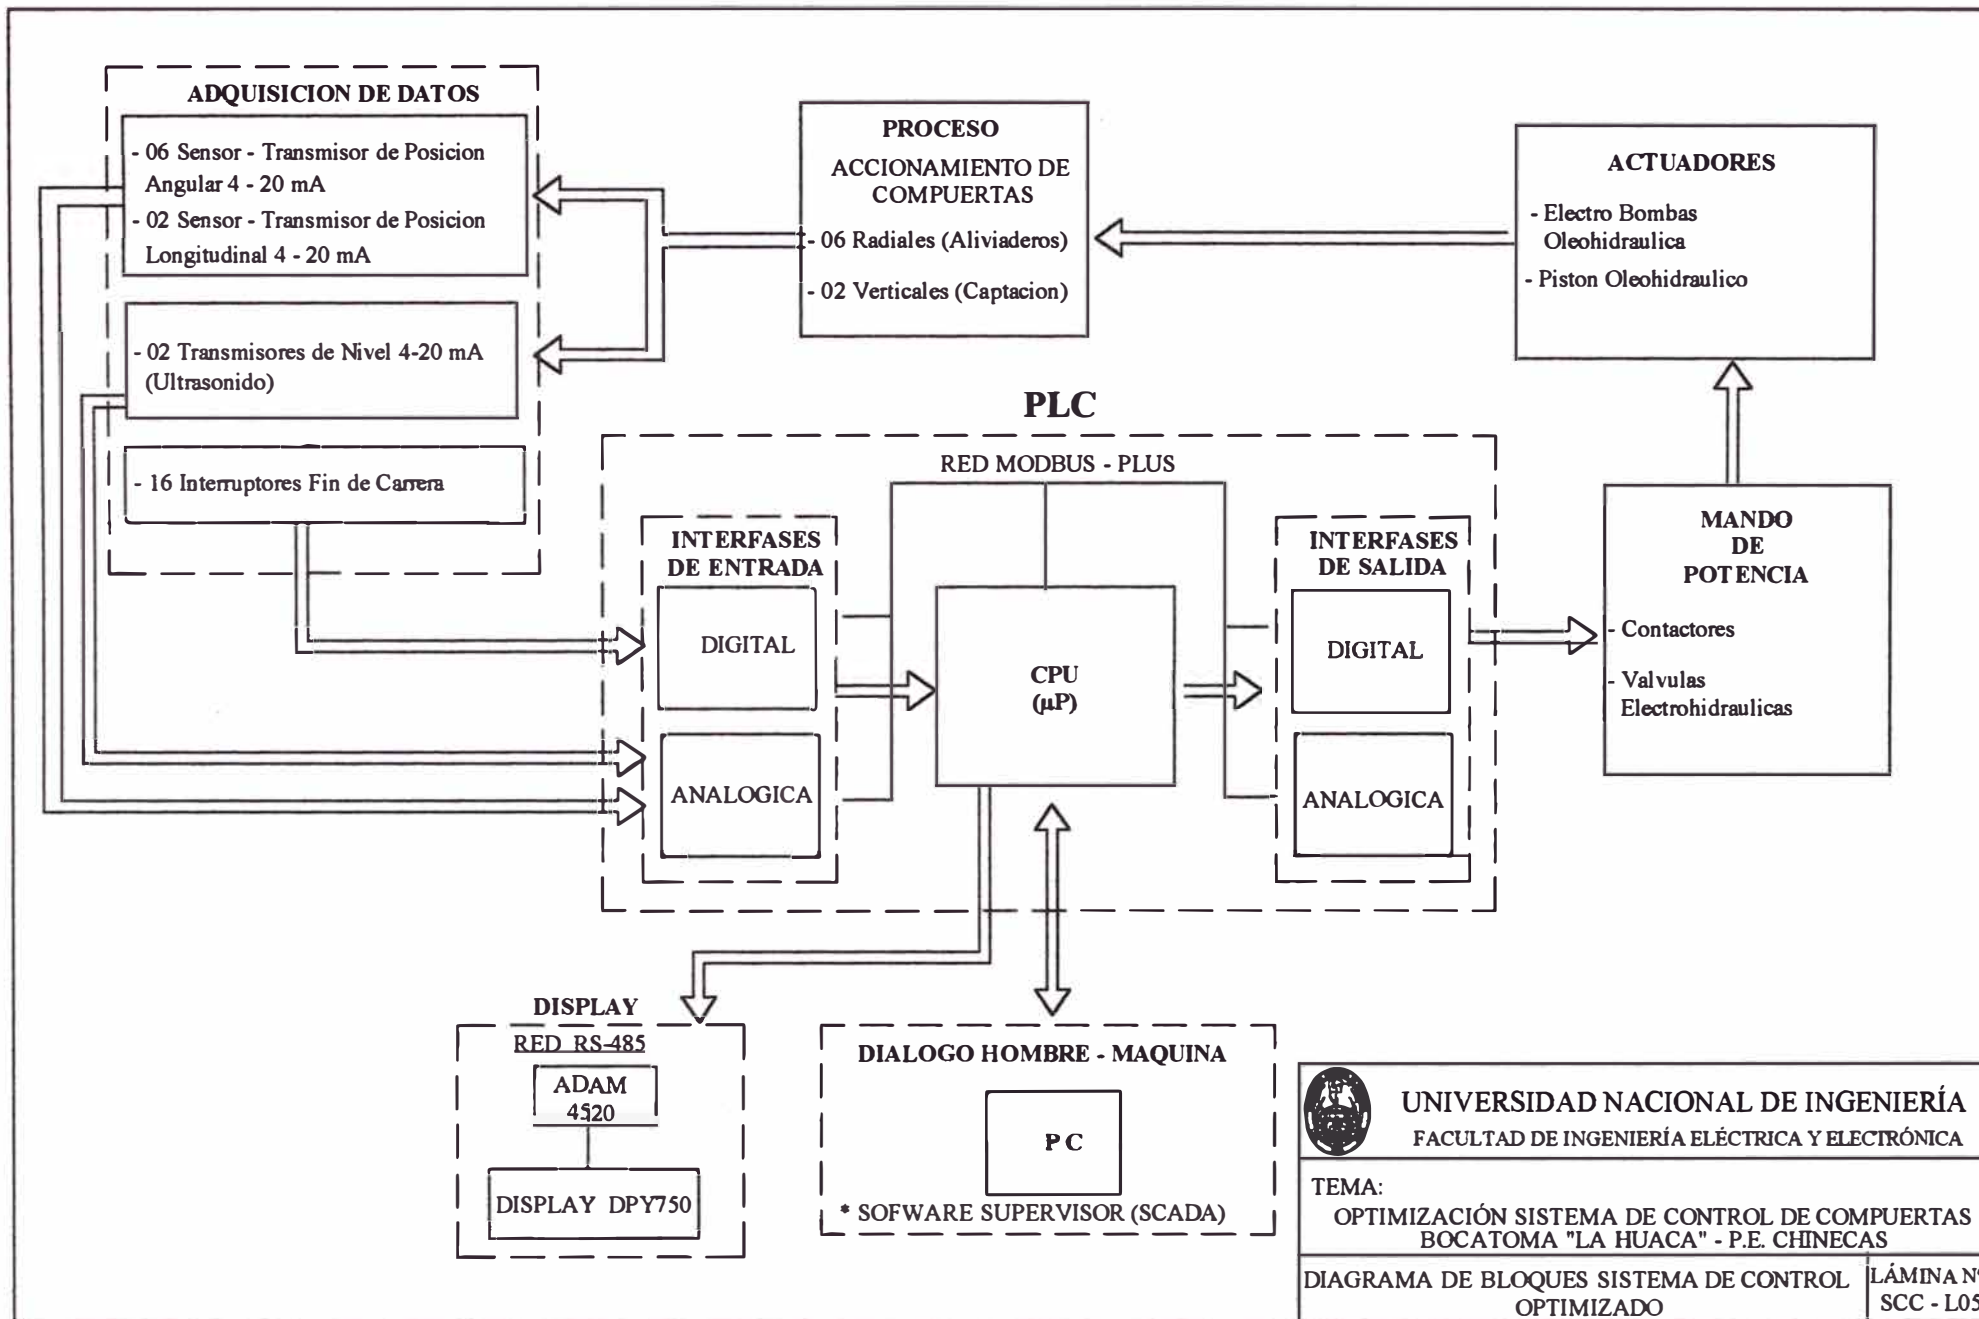 ADQUISICION DE DATOS
- 06 Sensor - Transmisor de Posicion
Angular 4 - 20 mA
- 02 Sensor - Transmisor de Posicion
Longitudinal 4 - 20 mA
- 02 Transmisores de Nivel 4-20 mA
(Ultrasonido)
- 16 Interruptores Fin de Carrera
PROCESO
ACCIONAMIENTO DE
COMPUERTAS
- 06 Radiales (Aliviaderos)
- 02 Verticales (Captacion)
ACTUADORES
- Electro Bombas
Oleohidraulica
- Piston Oleohidraulico
PLC
RED MODBUS - PLUS
INTERFASES
DE ENTRADA
DIGITAL
ANALOGICA
CPU
(µP)
INTERFASES
DE SALIDA
DIGITAL
ANALOGICA
MANDO
DE
POTENCIA
- Contactores
- Valvulas
Electrohidraulicas
DISPLAY
RED RS-485
ADAM
4520
DISPLAY DPY750
DIALOGO HOMBRE - MAQUINA
PC
* SOFWARE SUPERVISOR (SCADA)
UNIVERSIDAD NACIONAL DE INGENIERÍA
FACULTAD DE INGENIERÍA ELÉCTRICA Y ELECTRÓNICA
TEMA:
OPTIMIZACIÓN SISTEMA DE CONTROL DE COMPUERTAS
BOCATOMA "LA HUACA" - P.E. CHINECAS
DIAGRAMA DE BLOQUES SISTEMA DE CONTROL
OPTIMIZADO
LÁMINA Nº
SCC - L05